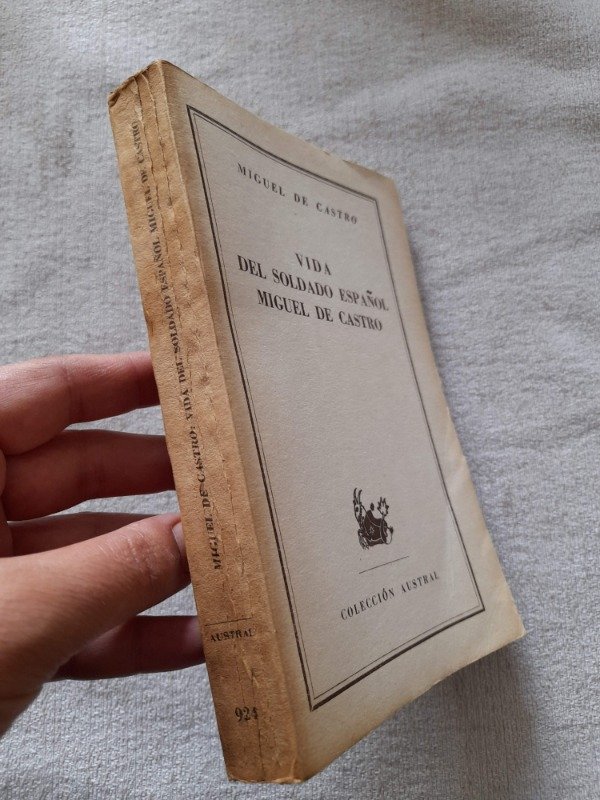 MIGUEL DE CASTRO
VIDA
DEL SOLDADO ESPAÑOL
MIGUEL DE CASTRO
COLECCIÓN AUSTRAL
MIGUEL DE CASTRO: VIDA DEL SOLDADO ESPAÑOL MIGUEL DE CASTRO
AUSTRAL
924